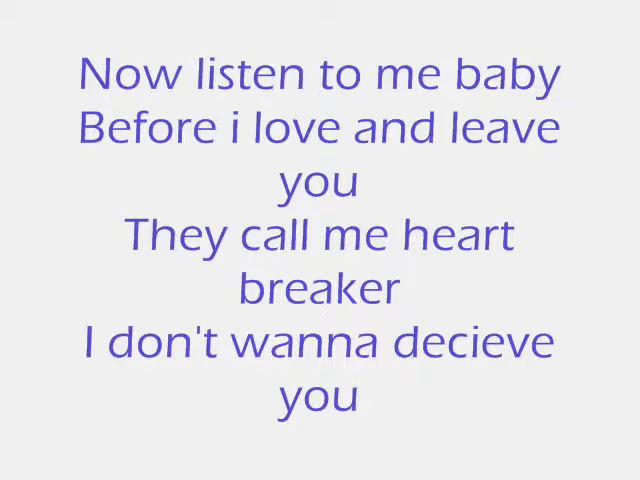 Now listen to me baby
Before i love and leave
you
They call me heart
breaker
I don't wanna decieve
you